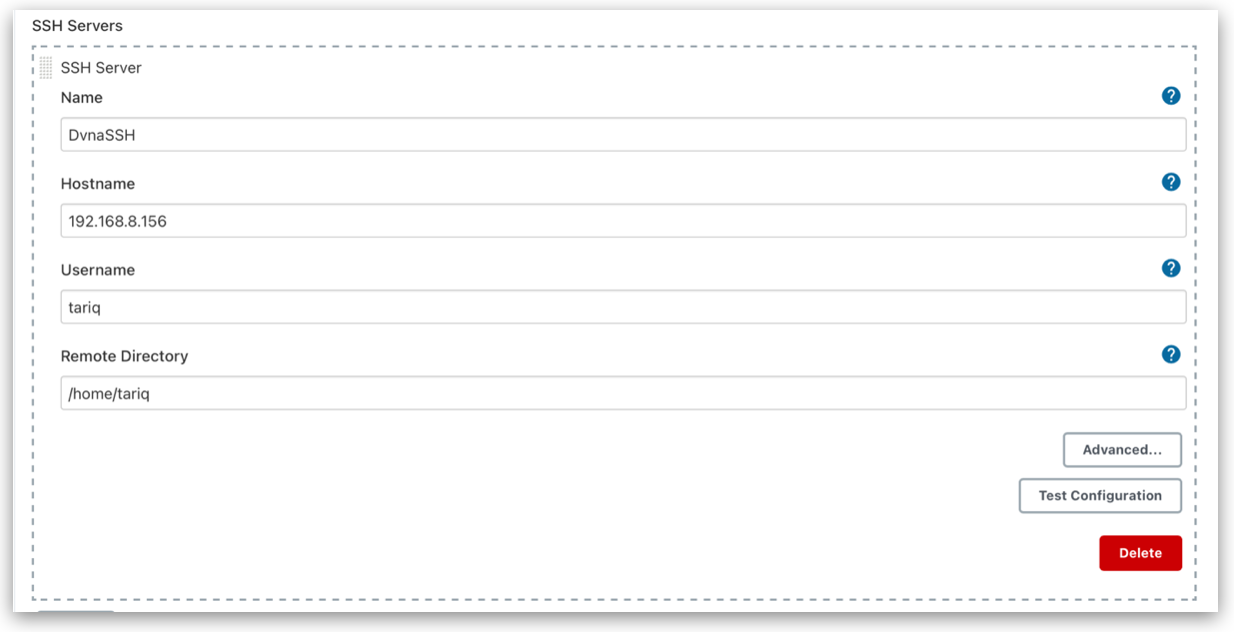 SSH Servers
SSH Server
Name
?
DvnaSSH
Hostname
?
192.168.8.156
Username
?
tariq
Remote Directory
?
/home/tariq
Advanced...
Test Configuration
Delete